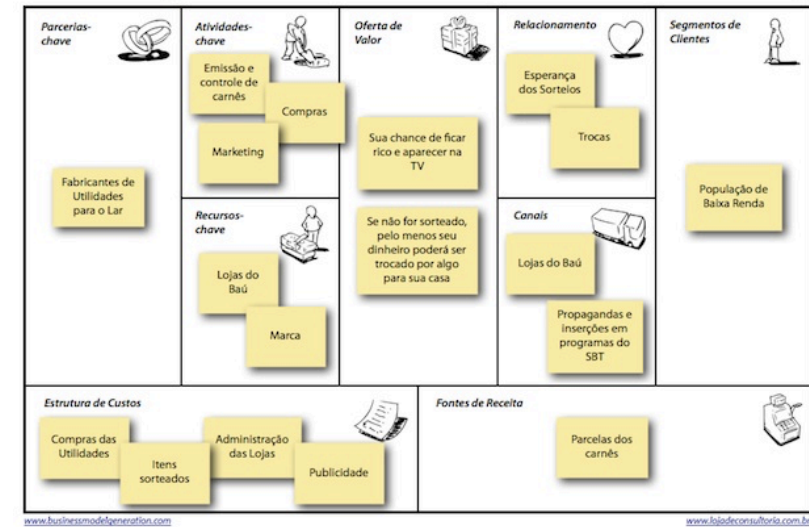 Parcerias-
chave
Fabricantes de
Utilidades
para o Lar
Atividades-
chave
Emissão e
controle de
carnês
Compras
Marketing
Recursos-
chave
Lojas do
Baú
Marca
Oferta de
Valor
Sua chance de ficar
rico e aparecer na
TV
Se não for sorteado,
pelo menos seu
dinheiro poderá ser
trocado por algo
para sua casa
Relacionamento
Esperança
dos Sorteios
Trocas
Canais
Lojas do Baú
Propagandas e
inserções em
programas do
SBT
Segmentos de
Clientes
População de
Baixa Renda
Estrutura de Custos
Compras das
Utilidades
Itens
sorteados
Administração
das Lojas
Publicidade
Fontes de Receita
Parcelas dos
carnês
www.businessmodelgeneration.com
www.lojadeconsultoria.com.br